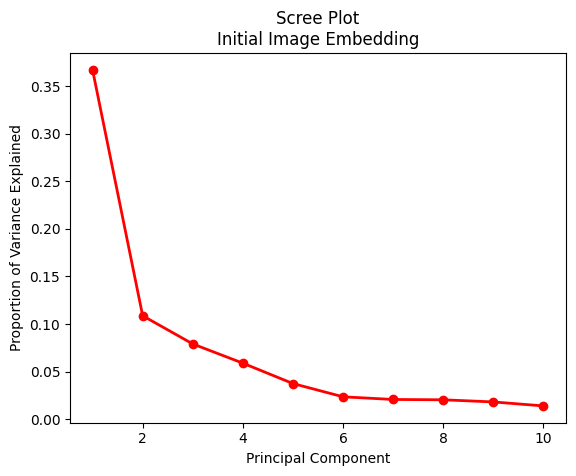 Scree Plot
Initial Image Embedding
Proportion of Variance Explained
0.35
0.30
0.25
0.20
0.15
0.10
0.05
0.00
2 4 6 8 10
Principal Component